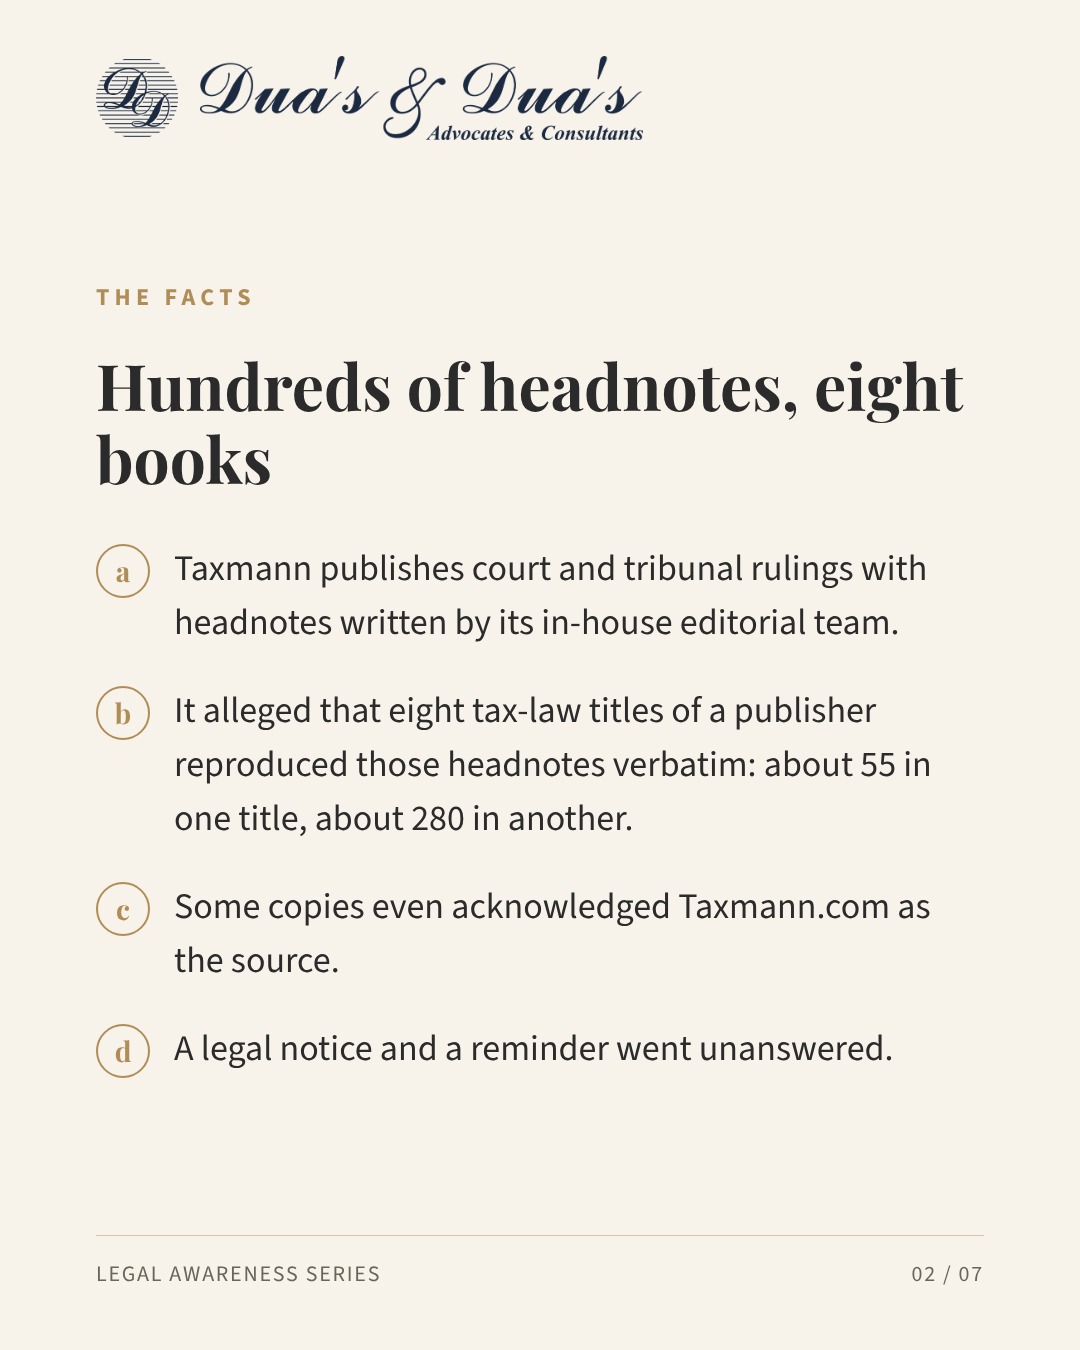 DD Dua's & Dua's
Advocates & Consultants
THE FACTS
Hundreds of headnotes, eight
books
a Taxmann publishes court and tribunal rulings with
headnotes written by its in-house editorial team.
b It alleged that eight tax-law titles of a publisher
reproduced those headnotes verbatim: about 55 in
one title, about 280 in another.
c Some copies even acknowledged Taxmann.com as
the source.
d A legal notice and a reminder went unanswered.
LEGAL AWARENESS SERIES 02 / 07